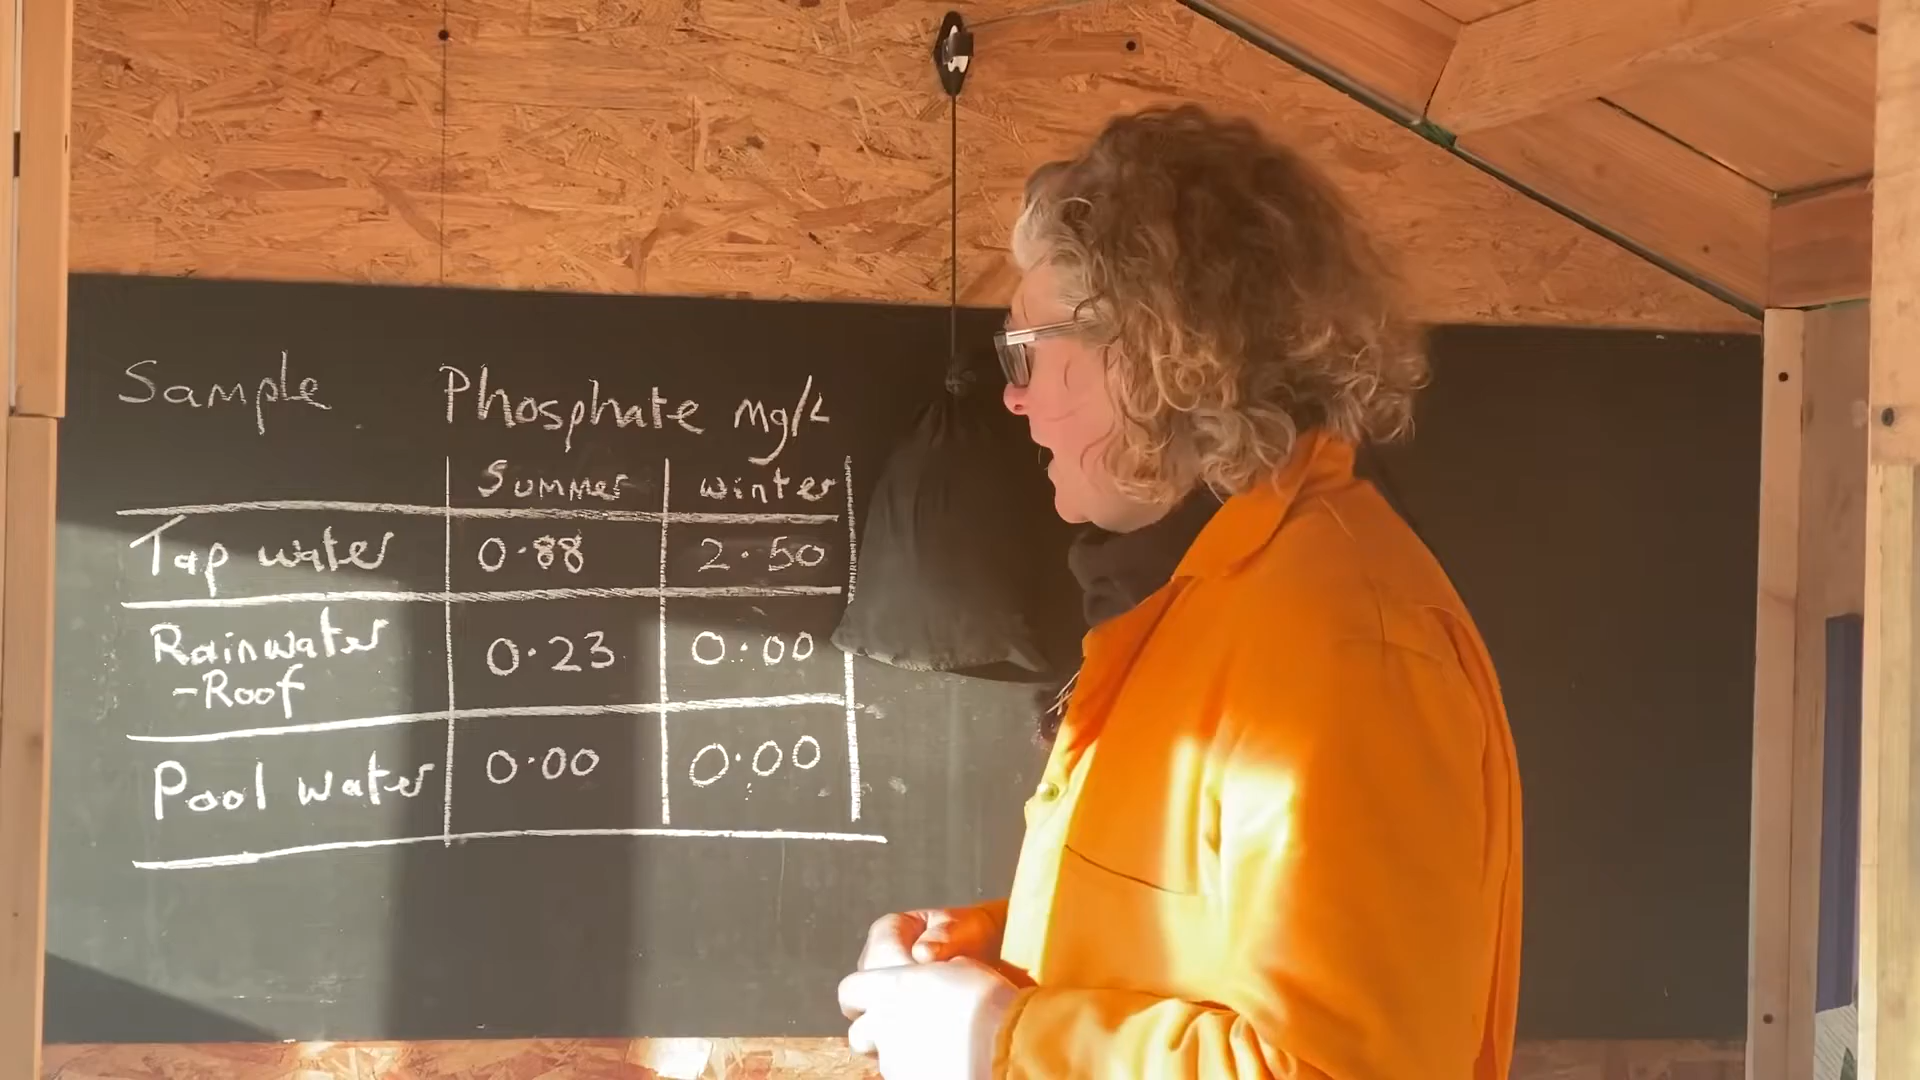 Sample Phosphate mg/L
Summer winter
Tap water 0.88 2.50
Rainwater 0.23 0.00
-Roof
Pool water 0.00 0.00